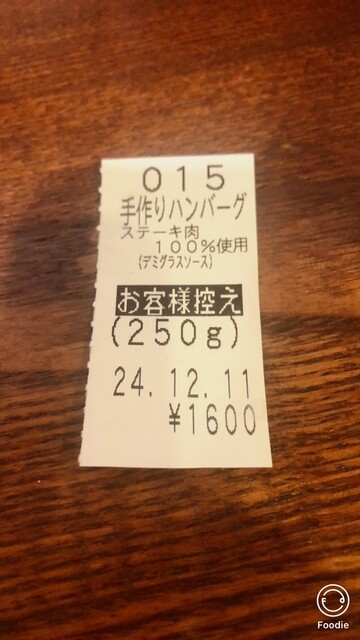 015
手作りハンバーグ
ステーキ肉
100%使用
(デミグラスソース)
お客様控え
(250g)
24.12.11
¥1600
Foodie